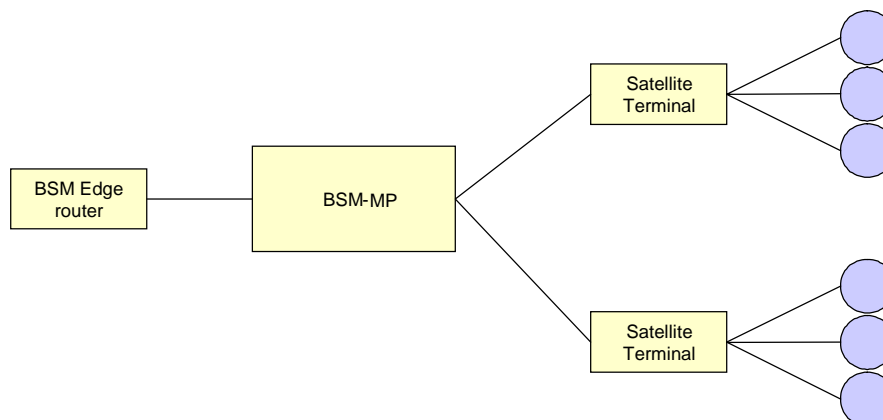 Satellite
Terminal
BSM Edge
router
BSM-MP
Satellite
Terminal